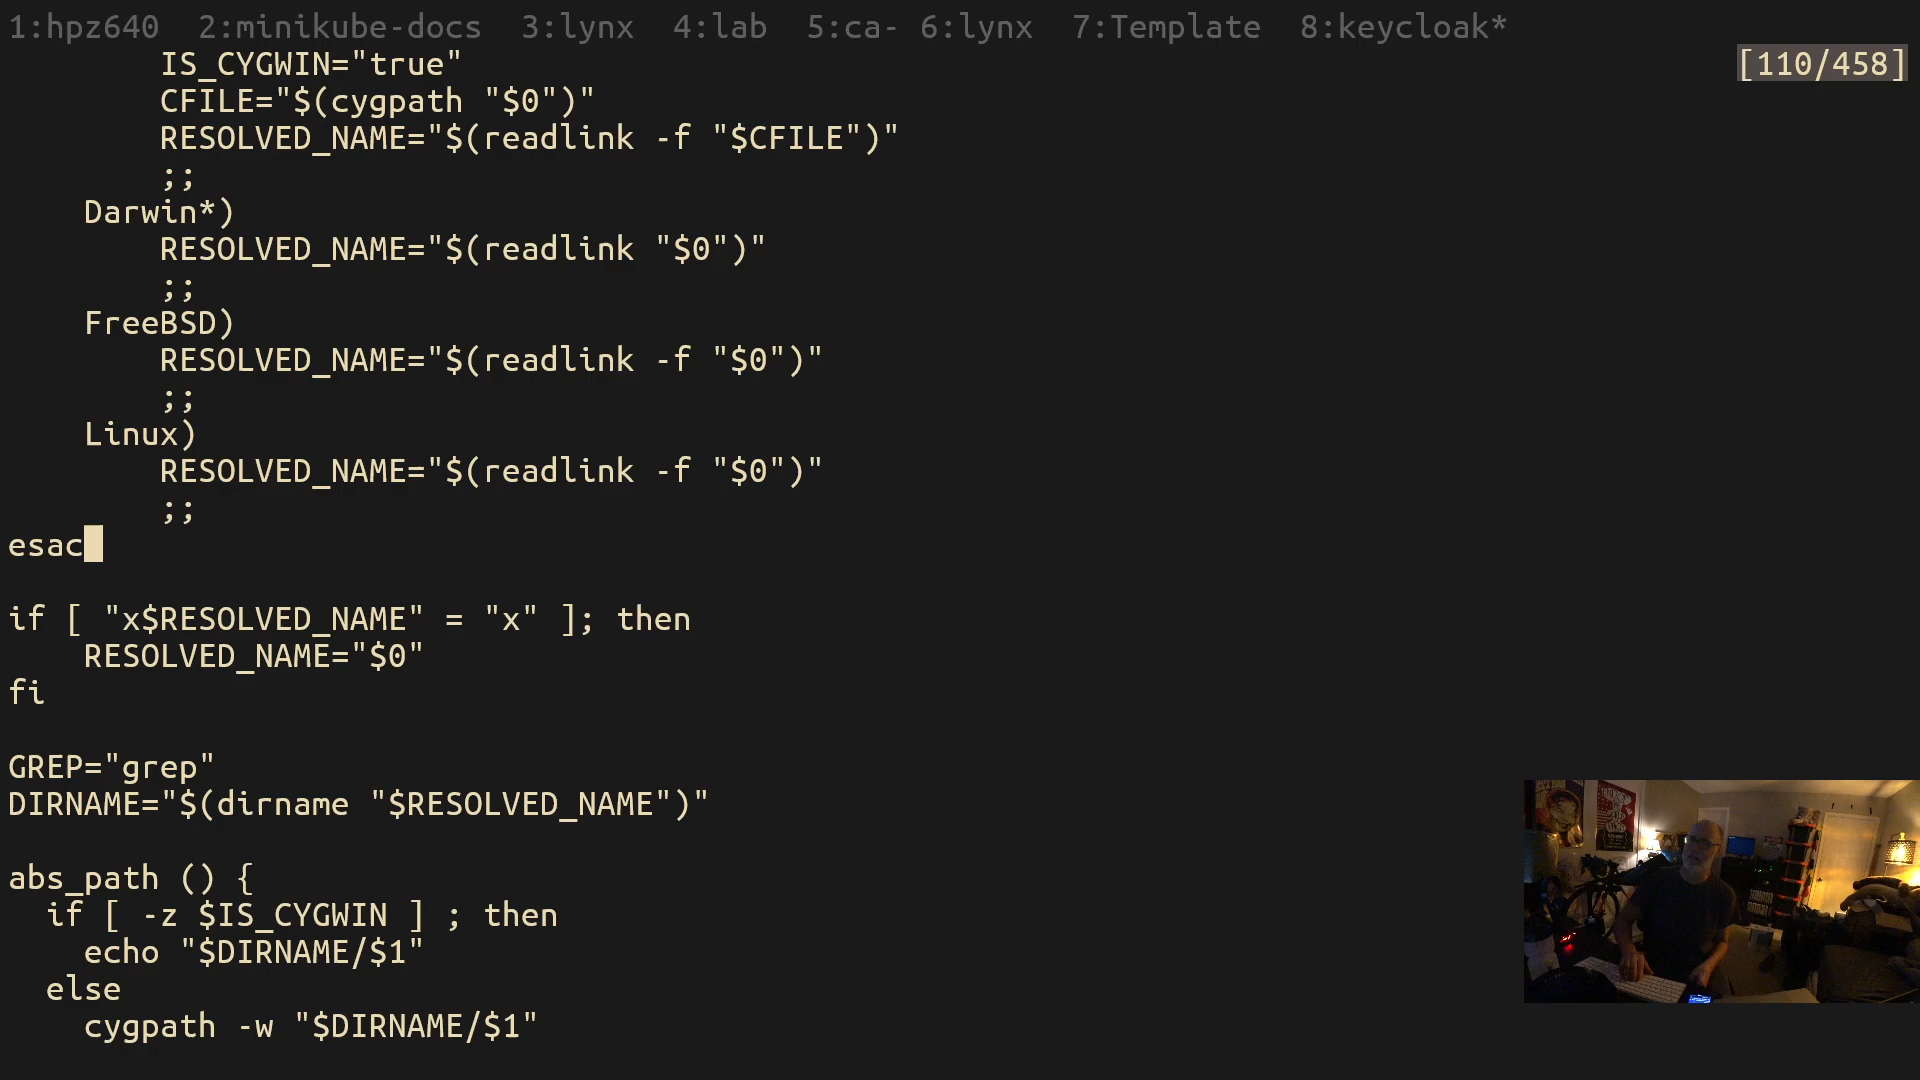 1:hpz640  2:minikube-docs  3:lynx  4:lab  5:ca- 6:lynx  7:Template  8:keycloak*
        IS_CYGWIN="true"
[110/458]
        CFILE="$(cygpath "$0")"
        RESOLVED_NAME="$(readlink -f "$CFILE")"
        ;;
    Darwin*)
        RESOLVED_NAME="$(readlink "$0")"
        ;;
    FreeBSD)
        RESOLVED_NAME="$(readlink -f "$0")"
        ;;
    Linux)
        RESOLVED_NAME="$(readlink -f "$0")"
        ;;
esac

if [ "x$RESOLVED_NAME" = "x" ]; then
    RESOLVED_NAME="$0"
fi

GREP="grep"
DIRNAME="$(dirname "$RESOLVED_NAME")"

abs_path () {
  if [ -z $IS_CYGWIN ] ; then
    echo "$DIRNAME/$1"
  else
    cygpath -w "$DIRNAME/$1"